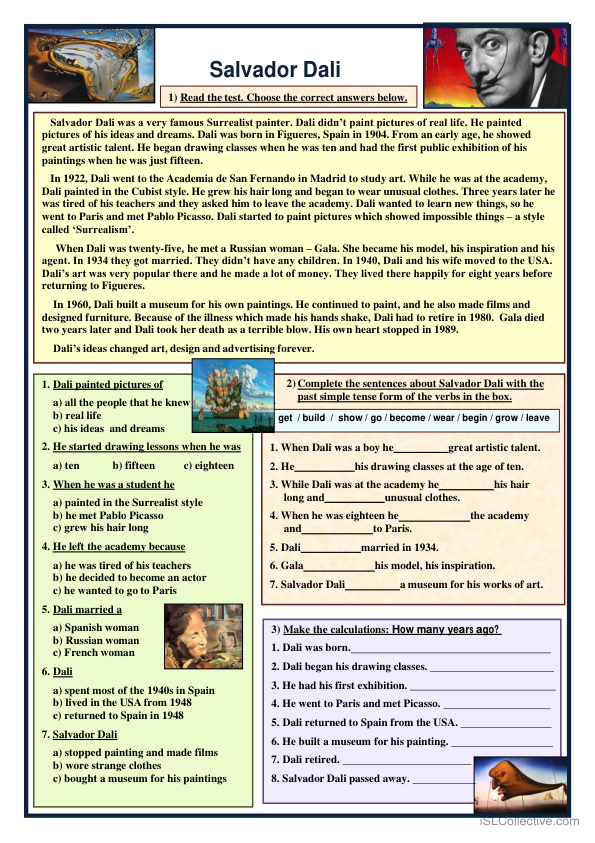 Salvador Dali
1) Read the test. Choose the correct answers below.
Salvador Dali was a very famous Surrealist painter. Dali didn't paint pictures of real life. He painted
pictures of his ideas and dreams. Dali was born in Figueres, Spain in 1904. From an early age, he showed
great artistic talent. He began drawing classes when he was ten and had the first public exhibition of his
paintings when he was just fifteen.
In 1922, Dali went to the Academia de San Fernando in Madrid to study art. While he was at the academy,
Dali painted in the Cubist style. He grew his hair long and began to wear unusual clothes. Three years later he
was tired of his teachers and they asked him to leave the academy. Dali wanted to learn new things, so he
went to Paris and met Pablo Picasso. Dali started to paint pictures which showed impossible things – a style
called 'Surrealism'.
When Dali was twenty-five, he met a Russian woman – Gala. She became his model, his inspiration and his
agent. In 1934 they got married. They didn't have any children. In 1940, Dali and his wife moved to the USA.
Dali's art was very popular there and he made a lot of money. They lived there happily for eight years before
returning to Figueres.
In 1960, Dali built a museum for his own paintings. He continued to paint, and he also made films and
designed furniture. Because of the illness which made his hands shake, Dali had to retire in 1980. Gala died
two years later and Dali took her death as a terrible blow. His own heart stopped in 1989.
Dali's ideas changed art, design and advertising forever.
1. Dali painted pictures of
a) all the people that he knew
b) real life
c) his ideas and dreams
2. He started drawing lessons when he was
a) ten b) fifteen c) eighteen
3. When he was a student he
a) painted in the Surrealist style
b) he met Pablo Picasso
c) grew his hair long
4. He left the academy because
a) he was tired of his teachers
b) he decided to become an actor
c) he wanted to go to Paris
5. Dali married a
a) Spanish woman
b) Russian woman
c) French woman
6. Dali
a) spent most of the 1940s in Spain
b) lived in the USA from 1948
c) returned to Spain in 1948
7. Salvador Dali
a) stopped painting and made films
b) wore strange clothes
c) bought a museum for his paintings
2) Complete the sentences about Salvador Dali with the
past simple tense form of the verbs in the box.
get / build / show / go / become / wear / begin / grow / leave
1. When Dali was a boy he__________great artistic talent.
2. He__________his drawing classes at the age of ten.
3. While Dali was at the academy he__________his hair
long and__________unusual clothes.
4. When he was eighteen he____________the academy
and____________to Paris.
5. Dali____________married in 1934.
6. Gala____________his model, his inspiration.
7. Salvador Dali__________a museum for his works of art.
3) Make the calculations: How many years ago?
1. Dali was born.____________________
2. Dali began his drawing classes. ____________________
3. He had his first exhibition. ____________________
4. He went to Paris and met Picasso. ____________________
5. Dali returned to Spain from the USA. ________________
6. He built a museum for his painting. ________________
7. Dali retired. ____________________
8. Salvador Dali passed away. ____________
iSLCollective.com